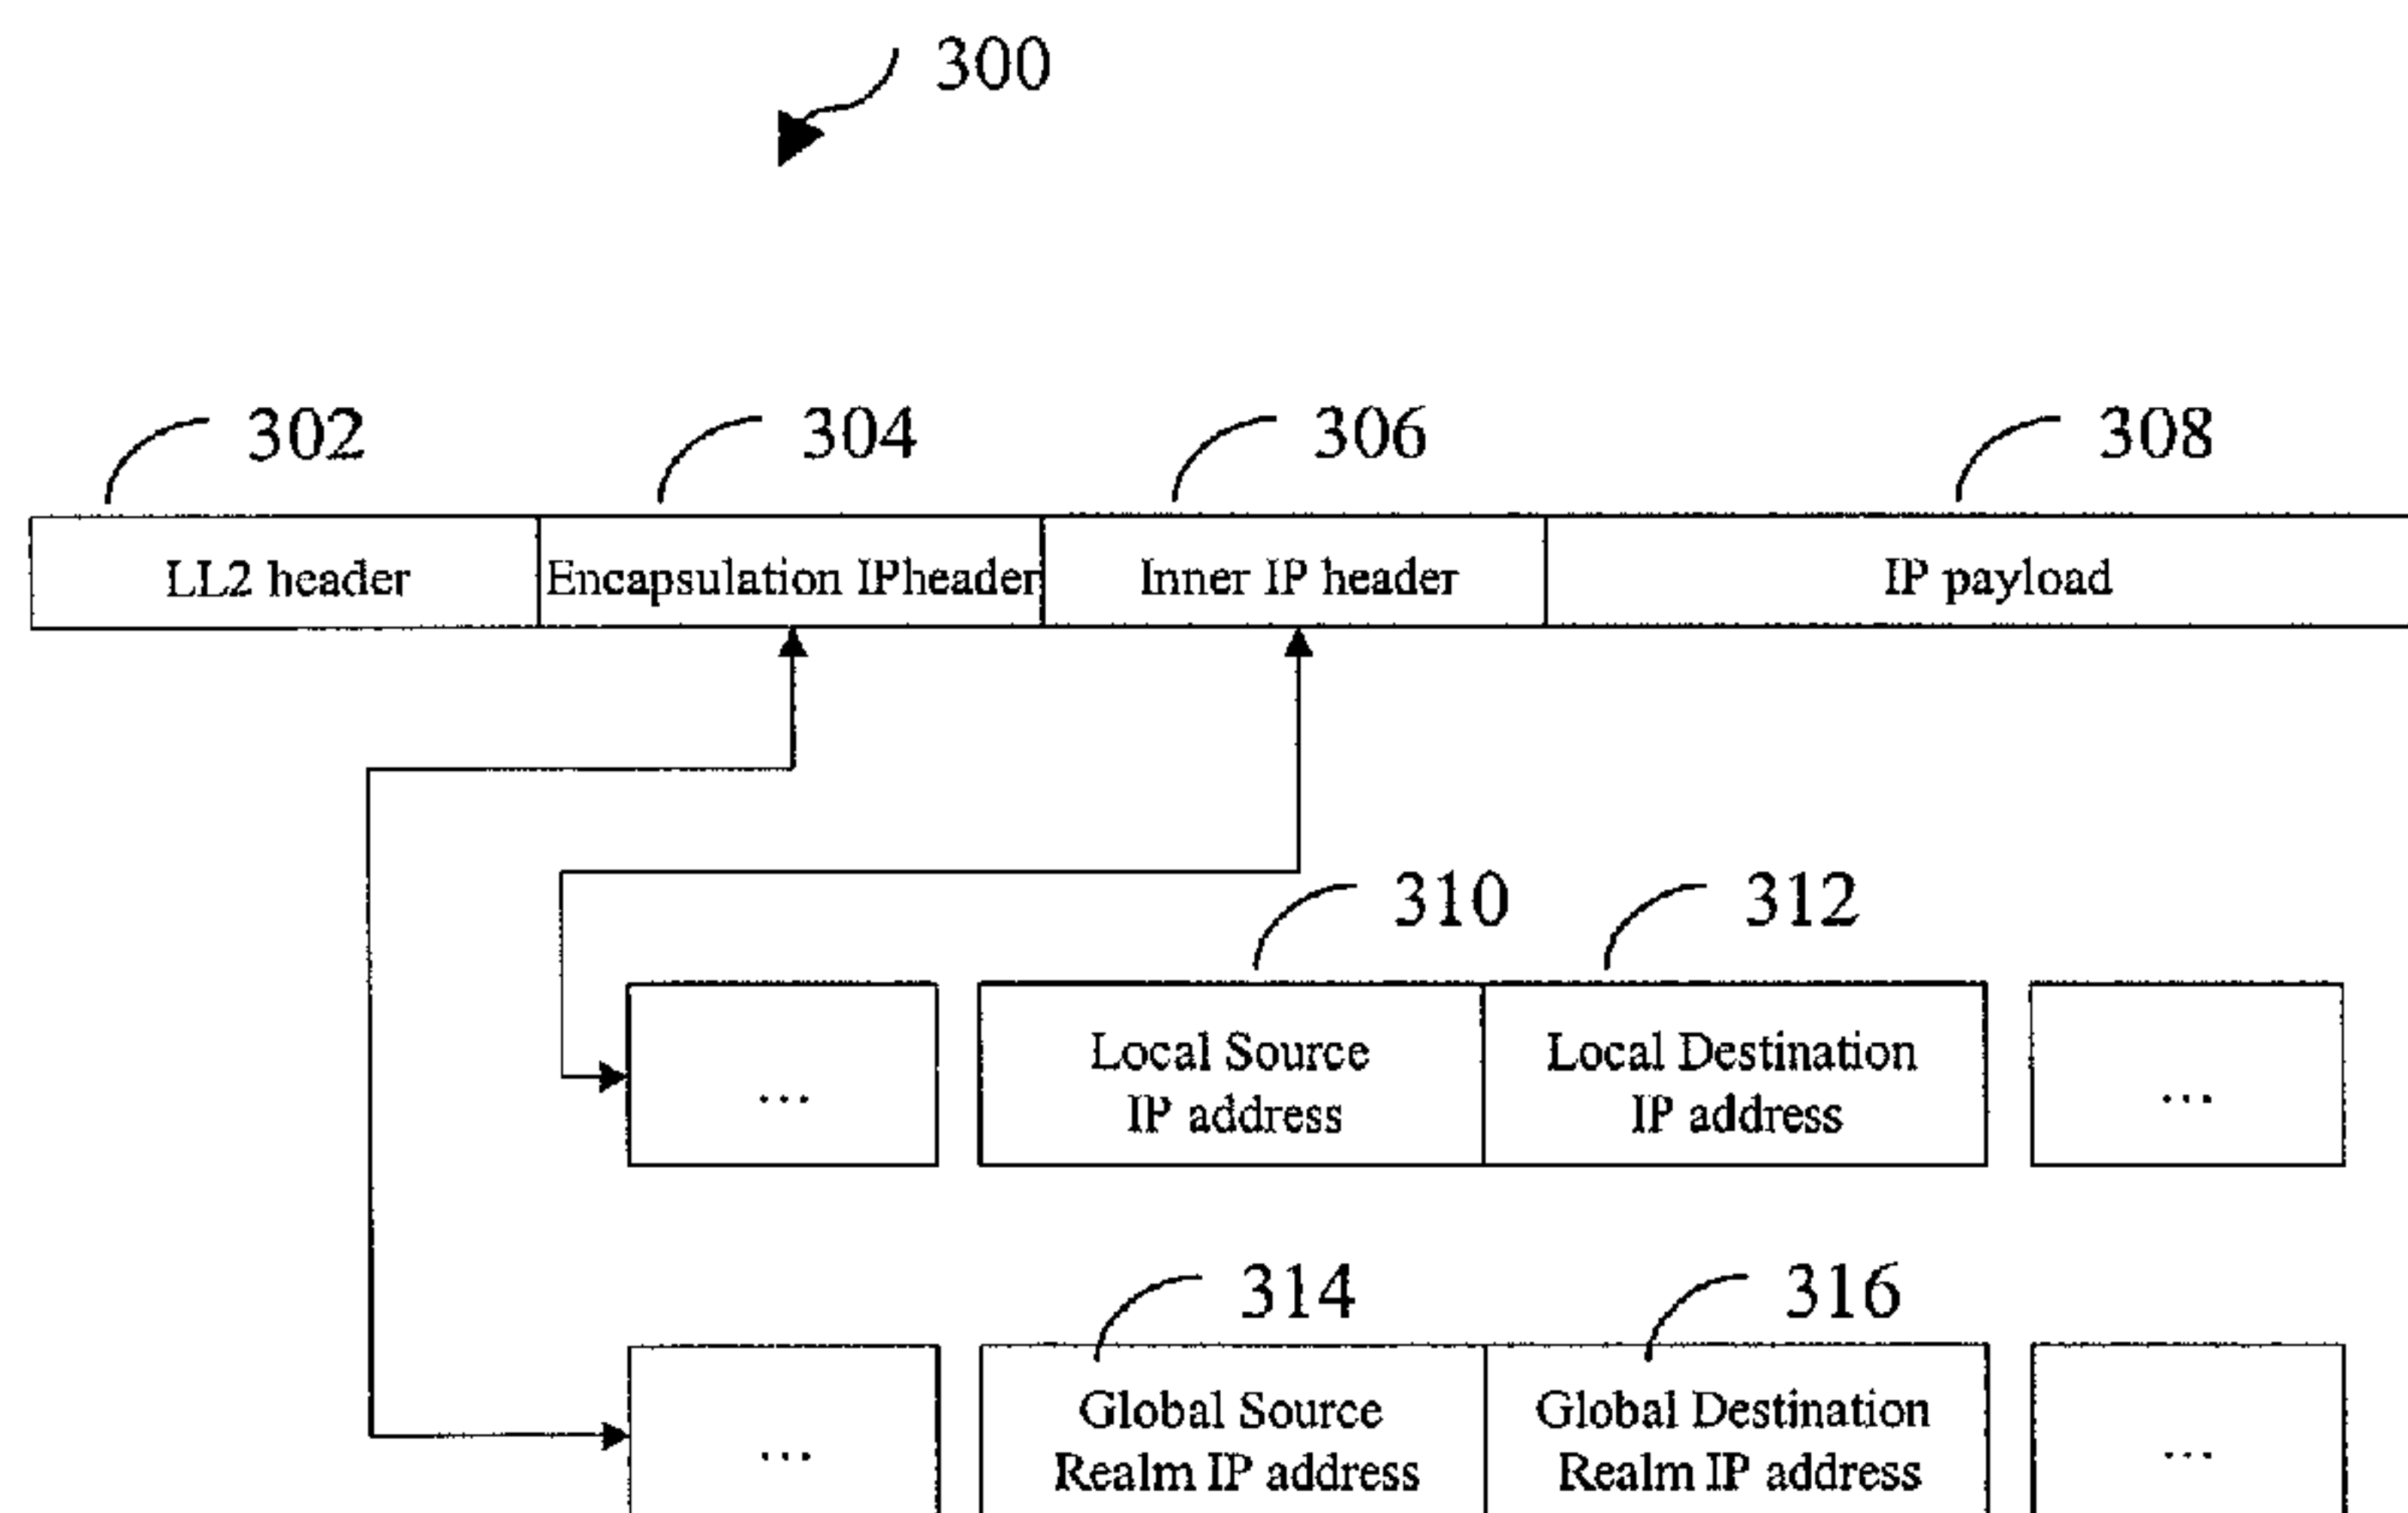 300
302 304 306 308
LL2 header Encapsulation IPheader Inner IP header IP payload
310 312
... Local Source IP address Local Destination IP address ...
314 316
... Global Source Realm IP address Global Destination Realm IP address ...